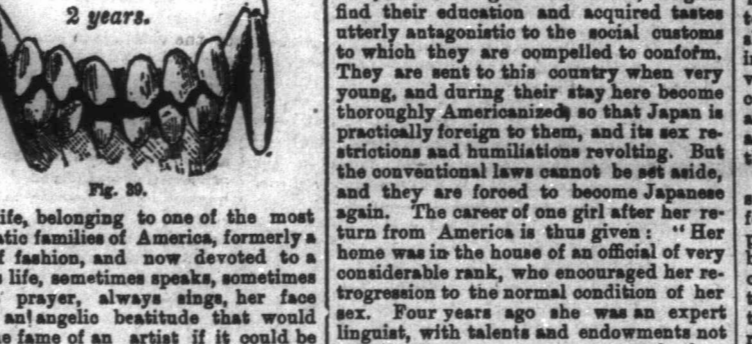 2 years.
Fig. 39.
ife, belonging to one of the most
tic families of America, formerly a
f fashion, and now devoted to a
life, sometimes speaks, sometimes
prayer, always sings, her face
an angelic beatitude that would
e fame of an artist if it could be
find their education and acquired tastes
utterly antagonistic to the social customs
to which they are compelled to conform.
They are sent to this country when very
young, and during their stay here become
thoroughly Americanized, so that Japan is
practically foreign to them, and its sex re-
strictions and humiliations revolting. But
the conventional laws cannot be set aside,
and they are forced to become Japanese
again. The career of one girl after her re-
turn from America is thus given: "Her
home was in the house of an official of very
considerable rank, who encouraged her re-
trogression to the normal condition of her
sex. Four years ago she was an expert
linguist, with talents and endowments not